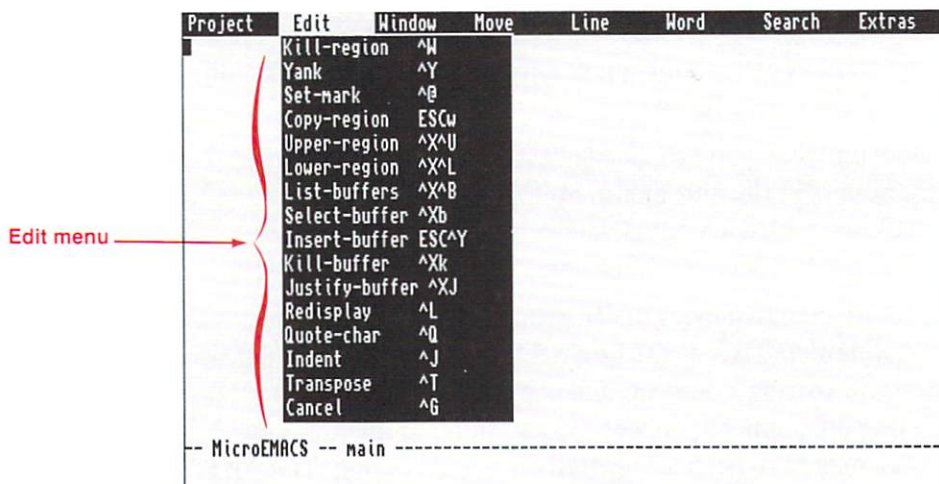 Project Edit Window Move Line Word Search Extras
Kill-region ^W
Yank ^Y
Set-mark ^@
Copy-region ESCw
Upper-region ^X^U
Lower-region ^X^L
List-buffers ^X^B
Select-buffer ^Xb
Insert-buffer ESC^Y
Kill-buffer ^Xk
Justify-buffer ^XJ
Redisplay ^L
Quote-char ^Q
Indent ^J
Transpose ^T
Cancel ^G
Edit menu
-- MicroEMACS -- main --